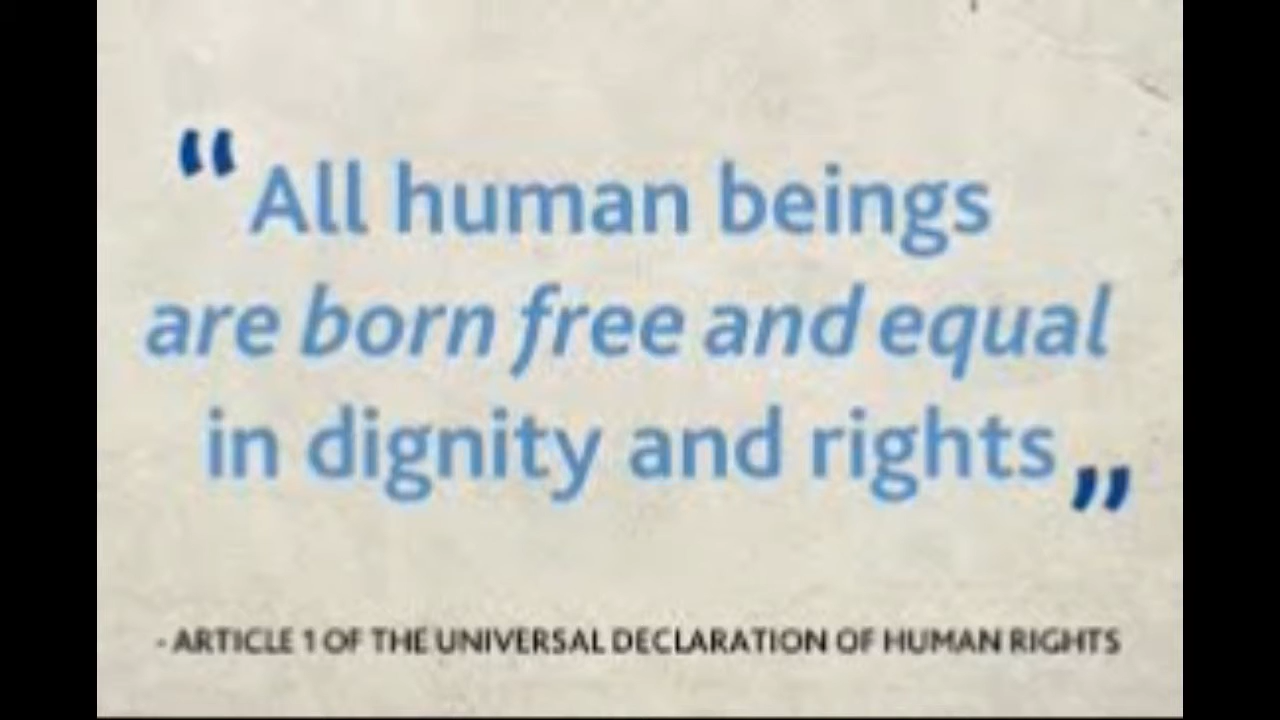 “All human beings
are born free and equal
in dignity and rights”
- ARTICLE 1 OF THE UNIVERSAL DECLARATION OF HUMAN RIGHTS